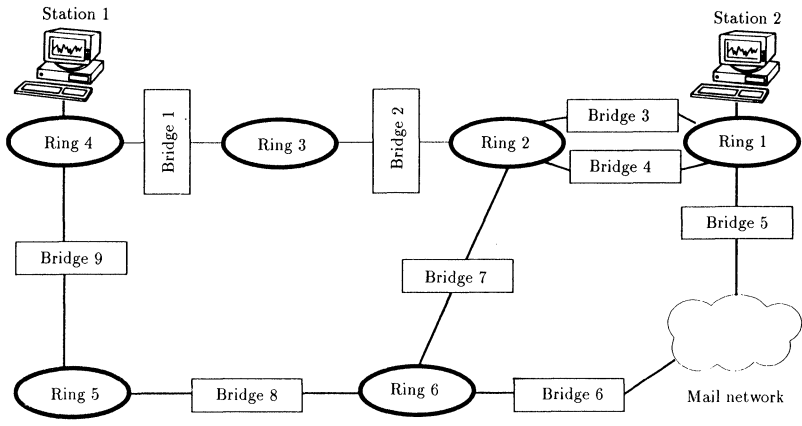 Station 1
Station 2
Bridge 1
Bridge 2
Bridge 3
Ring 4
Ring 3
Ring 2
Ring 1
Bridge 4
Bridge 5
Bridge 9
Bridge 7
Ring 5
Bridge 8
Ring 6
Bridge 6
Mail network